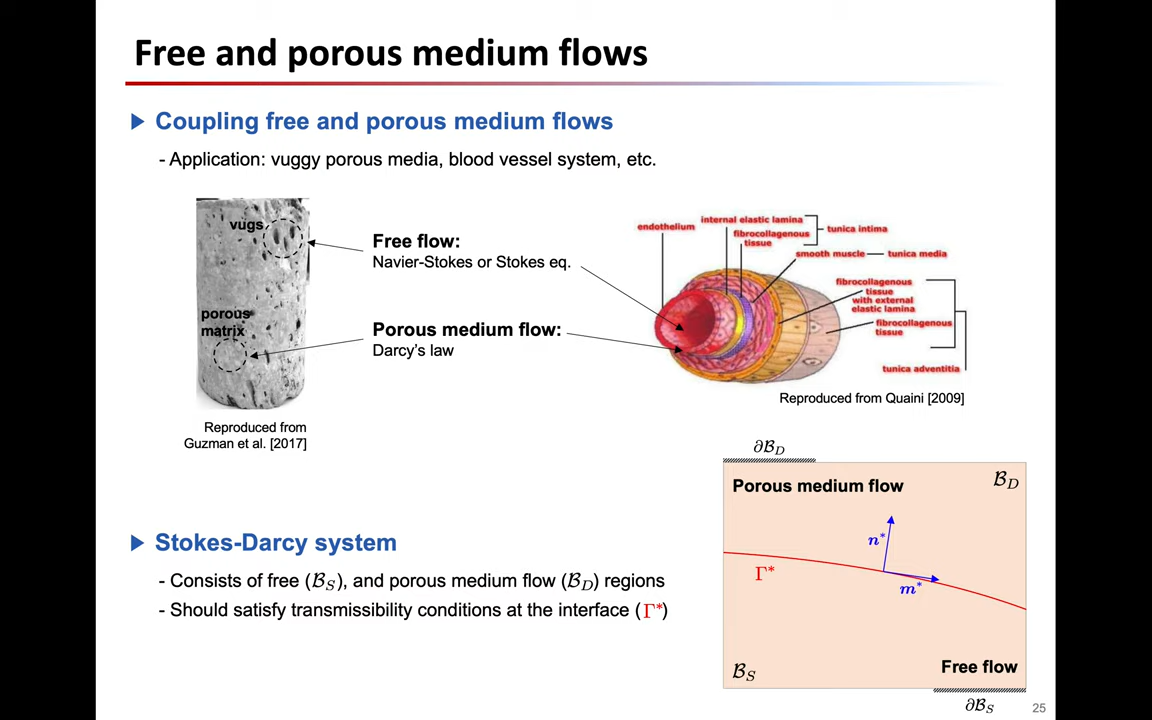 Free and porous medium flows
Coupling free and porous medium flows
- Application: vuggy porous media, blood vessel system, etc.
vugs
porous
matrix
Free flow:
Navier-Stokes or Stokes eq.
Porous medium flow:
Darcy's law
Reproduced from
Guzman et al. [2017]
endothelium
internal elastic lamina
fibrocollagenous
tissue
tunica intima
smooth muscle
tunica media
fibrocollagenous
tissue
with external
elastic lamina
fibrocollagenous
tissue
tunica adventitia
Reproduced from Quaini [2009]
Stokes-Darcy system
- Consists of free (ℬ_S), and porous medium flow (ℬ_D) regions
- Should satisfy transmissibility conditions at the interface (Γ*)
∂ℬ_D
Porous medium flow
ℬ_D
n*
Γ*
m*
Free flow
ℬ_S
∂ℬ_S
25